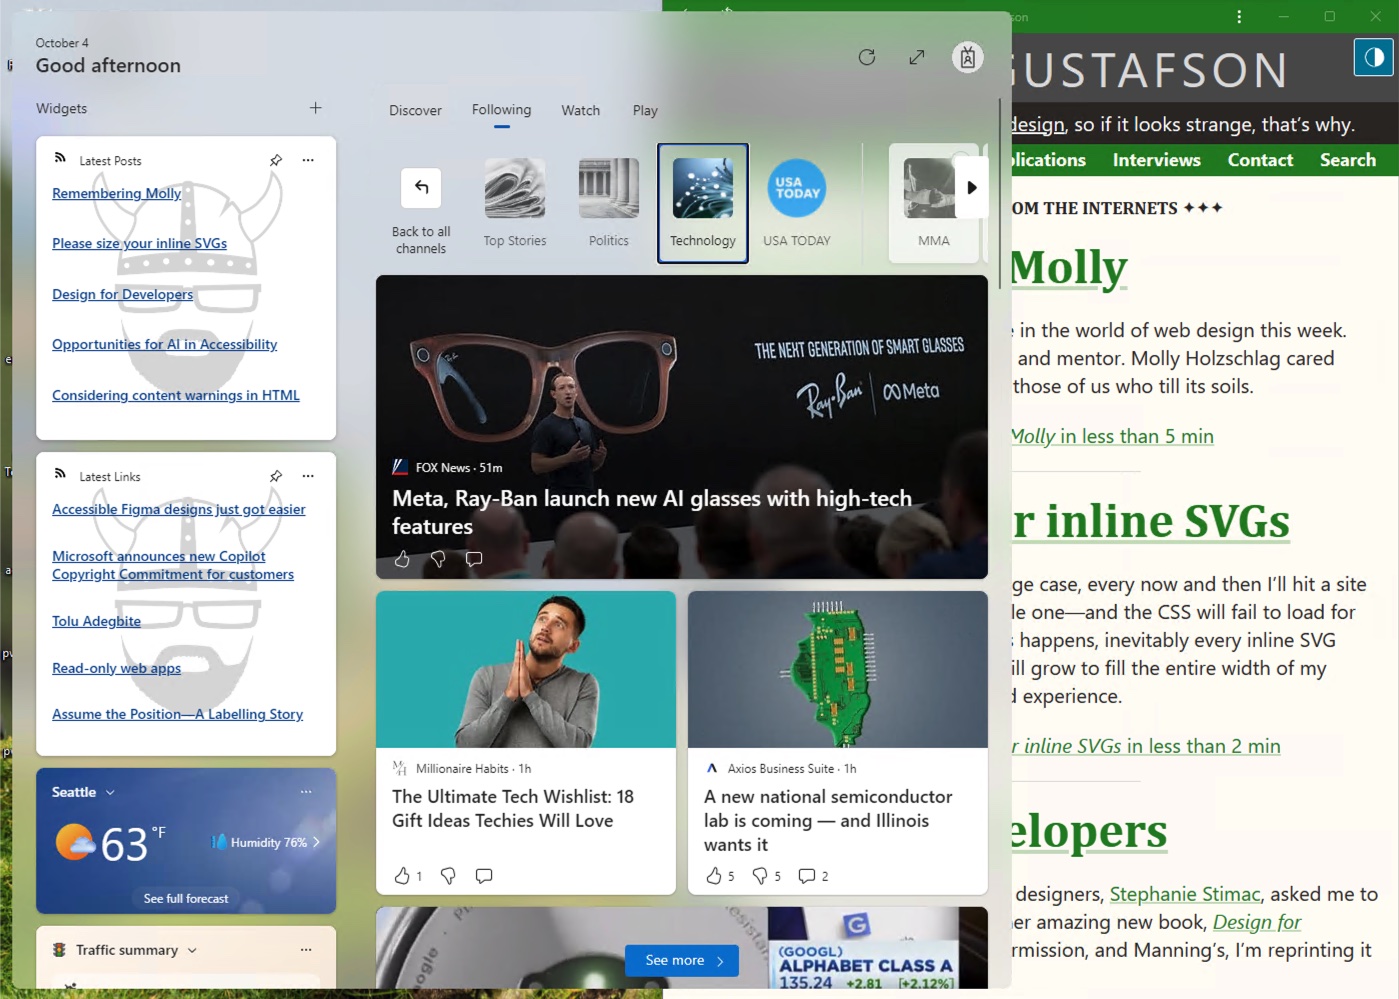 October 4
Good afternoon
Widgets
Latest Posts
Remembering Molly
Please size your inline SVGs
Design for Developers
Opportunities for AI in Accessibility
Considering content warnings in HTML
Latest Links
Accessible Figma designs just got easier
Microsoft announces new Copilot
Copyright Commitment for customers
Tolu Adegbite
Read-only web apps
Assume the Position—A Labelling Story
Seattle
63 °F
Humidity 76%
See full forecast
Traffic summary
Discover Following Watch Play
Back to all
channels
Top Stories
Politics
Technology
USA
TODAY
USA TODAY
MMA
THE NEXT GENERATION OF SMART GLASSES
Ray-Ban | Meta
FOX News · 51m
Meta, Ray-Ban launch new AI glasses with high-tech
features
Millionaire Habits · 1h
The Ultimate Tech Wishlist: 18
Gift Ideas Techies Will Love
1
Axios Business Suite · 1h
A new national semiconductor
lab is coming — and Illinois
wants it
5 5 2
See more
(GOOGL)
ALPHABET CLASS A
135.24 +2.81 [+2.12%]
son
GUSTAFSON
design, so if it looks strange, that's why.
blications Interviews Contact Search
OM THE INTERNETS ✦✦✦
Molly
in the world of web design this week.
and mentor. Molly Holzschlag cared
those of us who till its soils.
Molly in less than 5 min
r inline SVGs
ge case, every now and then I'll hit a site
le one—and the CSS will fail to load for
s happens, inevitably every inline SVG
ill grow to fill the entire width of my
d experience.
r inline SVGs in less than 2 min
elopers
designers, Stephanie Stimac, asked me to
er amazing new book, Design for
rmission, and Manning's, I'm reprinting it